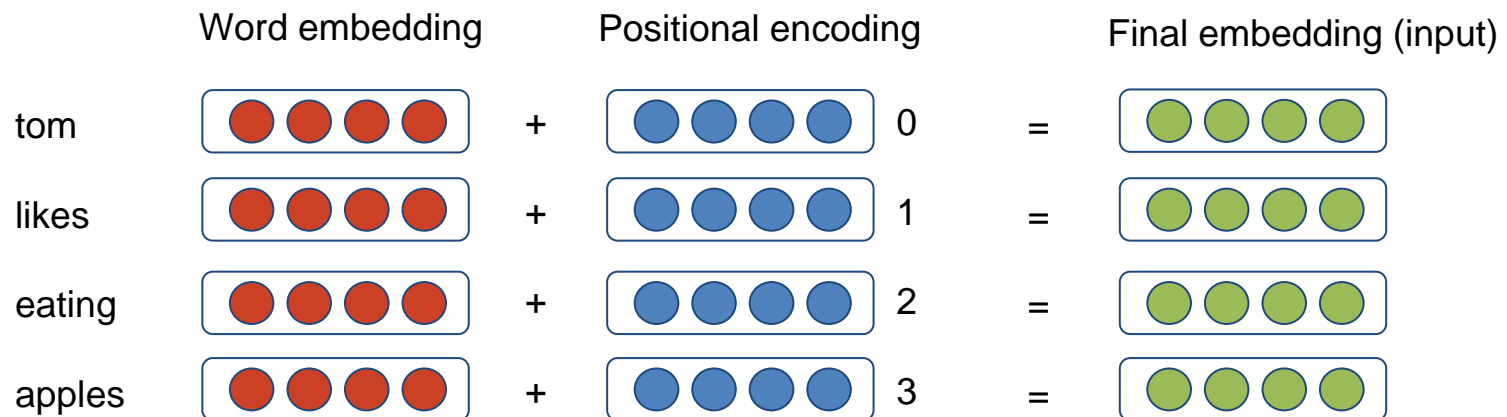 Word embedding Positional encoding Final embedding (input)
tom + 0 =
likes + 1 =
eating + 2 =
apples + 3 =